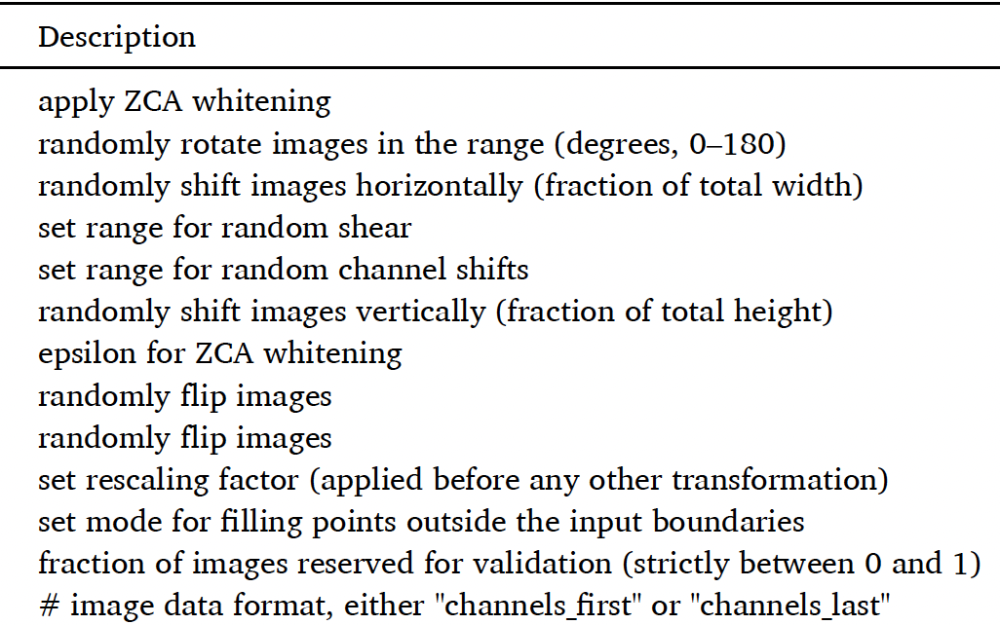 Description
apply ZCA whitening
randomly rotate images in the range (degrees, 0–180)
randomly shift images horizontally (fraction of total width)
set range for random shear
set range for random channel shifts
randomly shift images vertically (fraction of total height)
epsilon for ZCA whitening
randomly flip images
randomly flip images
set rescaling factor (applied before any other transformation)
set mode for filling points outside the input boundaries
fraction of images reserved for validation (strictly between 0 and 1)
# image data format, either "channels_first" or "channels_last"